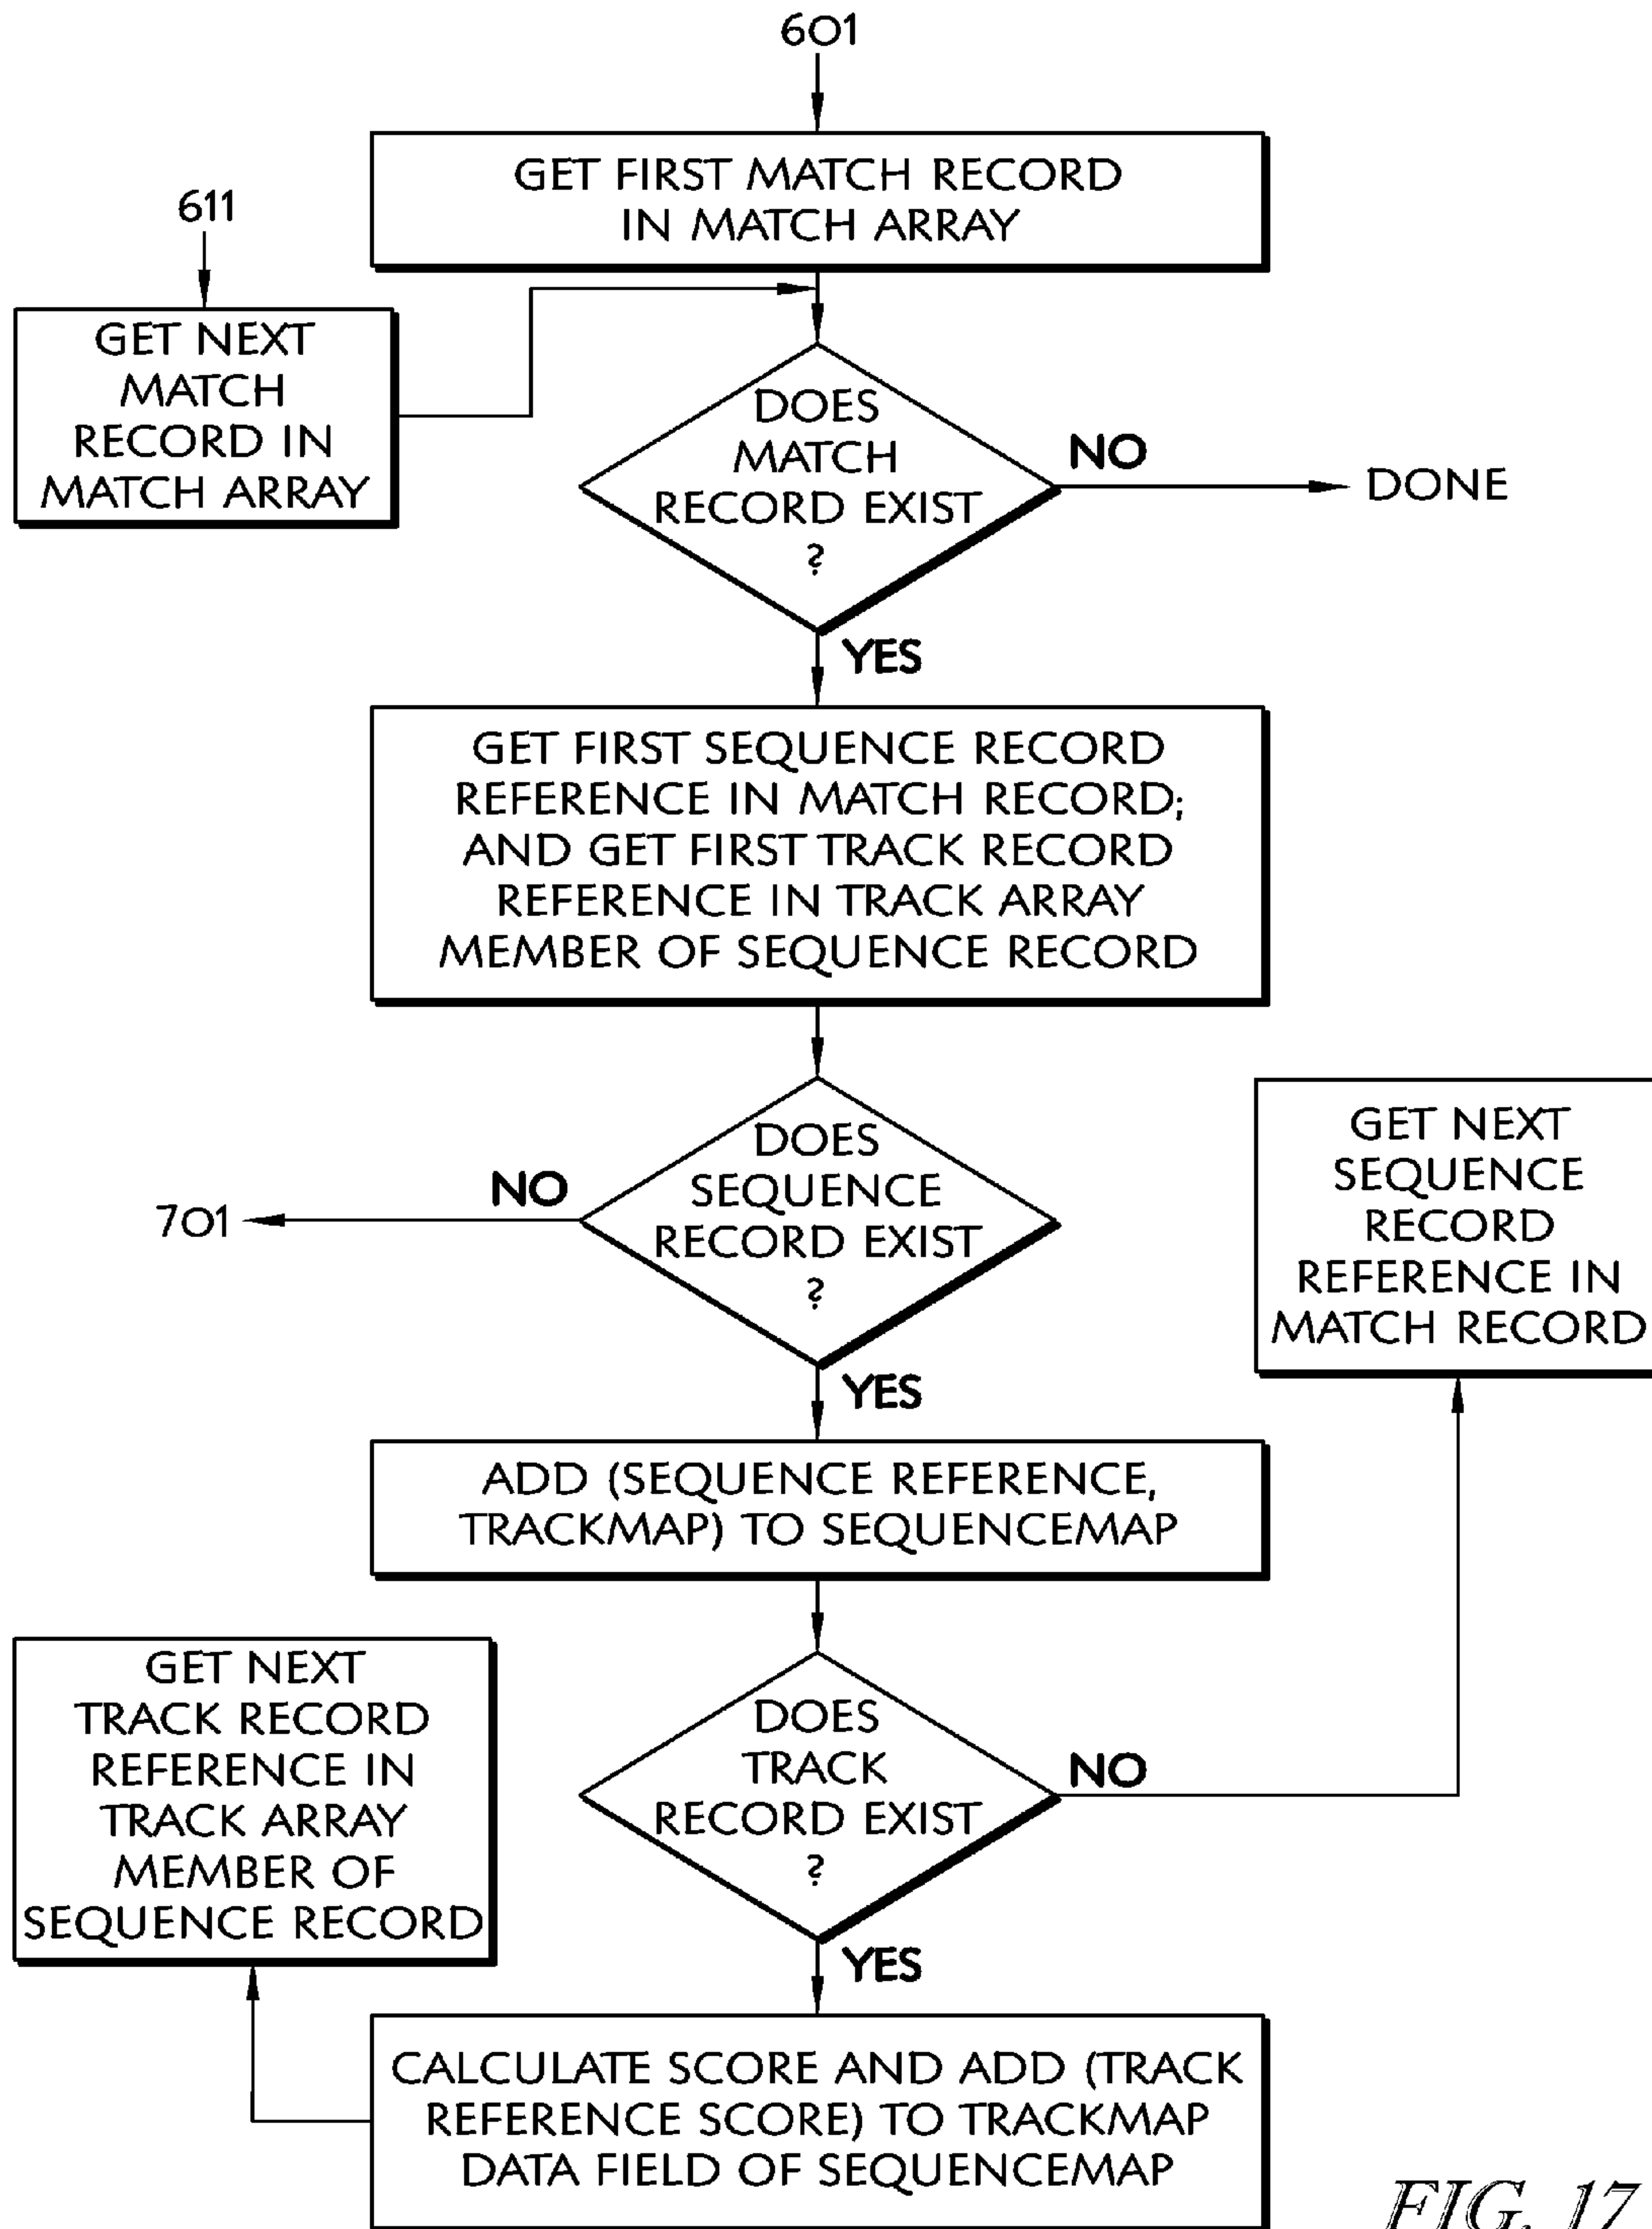 601
GET FIRST MATCH RECORD
IN MATCH ARRAY
611
GET NEXT
MATCH
RECORD IN
MATCH ARRAY
DOES
MATCH
RECORD EXIST
?
NO
DONE
YES
GET FIRST SEQUENCE RECORD
REFERENCE IN MATCH RECORD;
AND GET FIRST TRACK RECORD
REFERENCE IN TRACK ARRAY
MEMBER OF SEQUENCE RECORD
DOES
SEQUENCE
RECORD EXIST
?
NO
701
YES
GET NEXT
SEQUENCE
RECORD
REFERENCE IN
MATCH RECORD
ADD (SEQUENCE REFERENCE,
TRACKMAP) TO SEQUENCEMAP
GET NEXT
TRACK RECORD
REFERENCE IN
TRACK ARRAY
MEMBER OF
SEQUENCE RECORD
DOES
TRACK
RECORD EXIST
?
NO
YES
CALCULATE SCORE AND ADD (TRACK
REFERENCE SCORE) TO TRACKMAP
DATA FIELD OF SEQUENCEMAP
FIG. 17